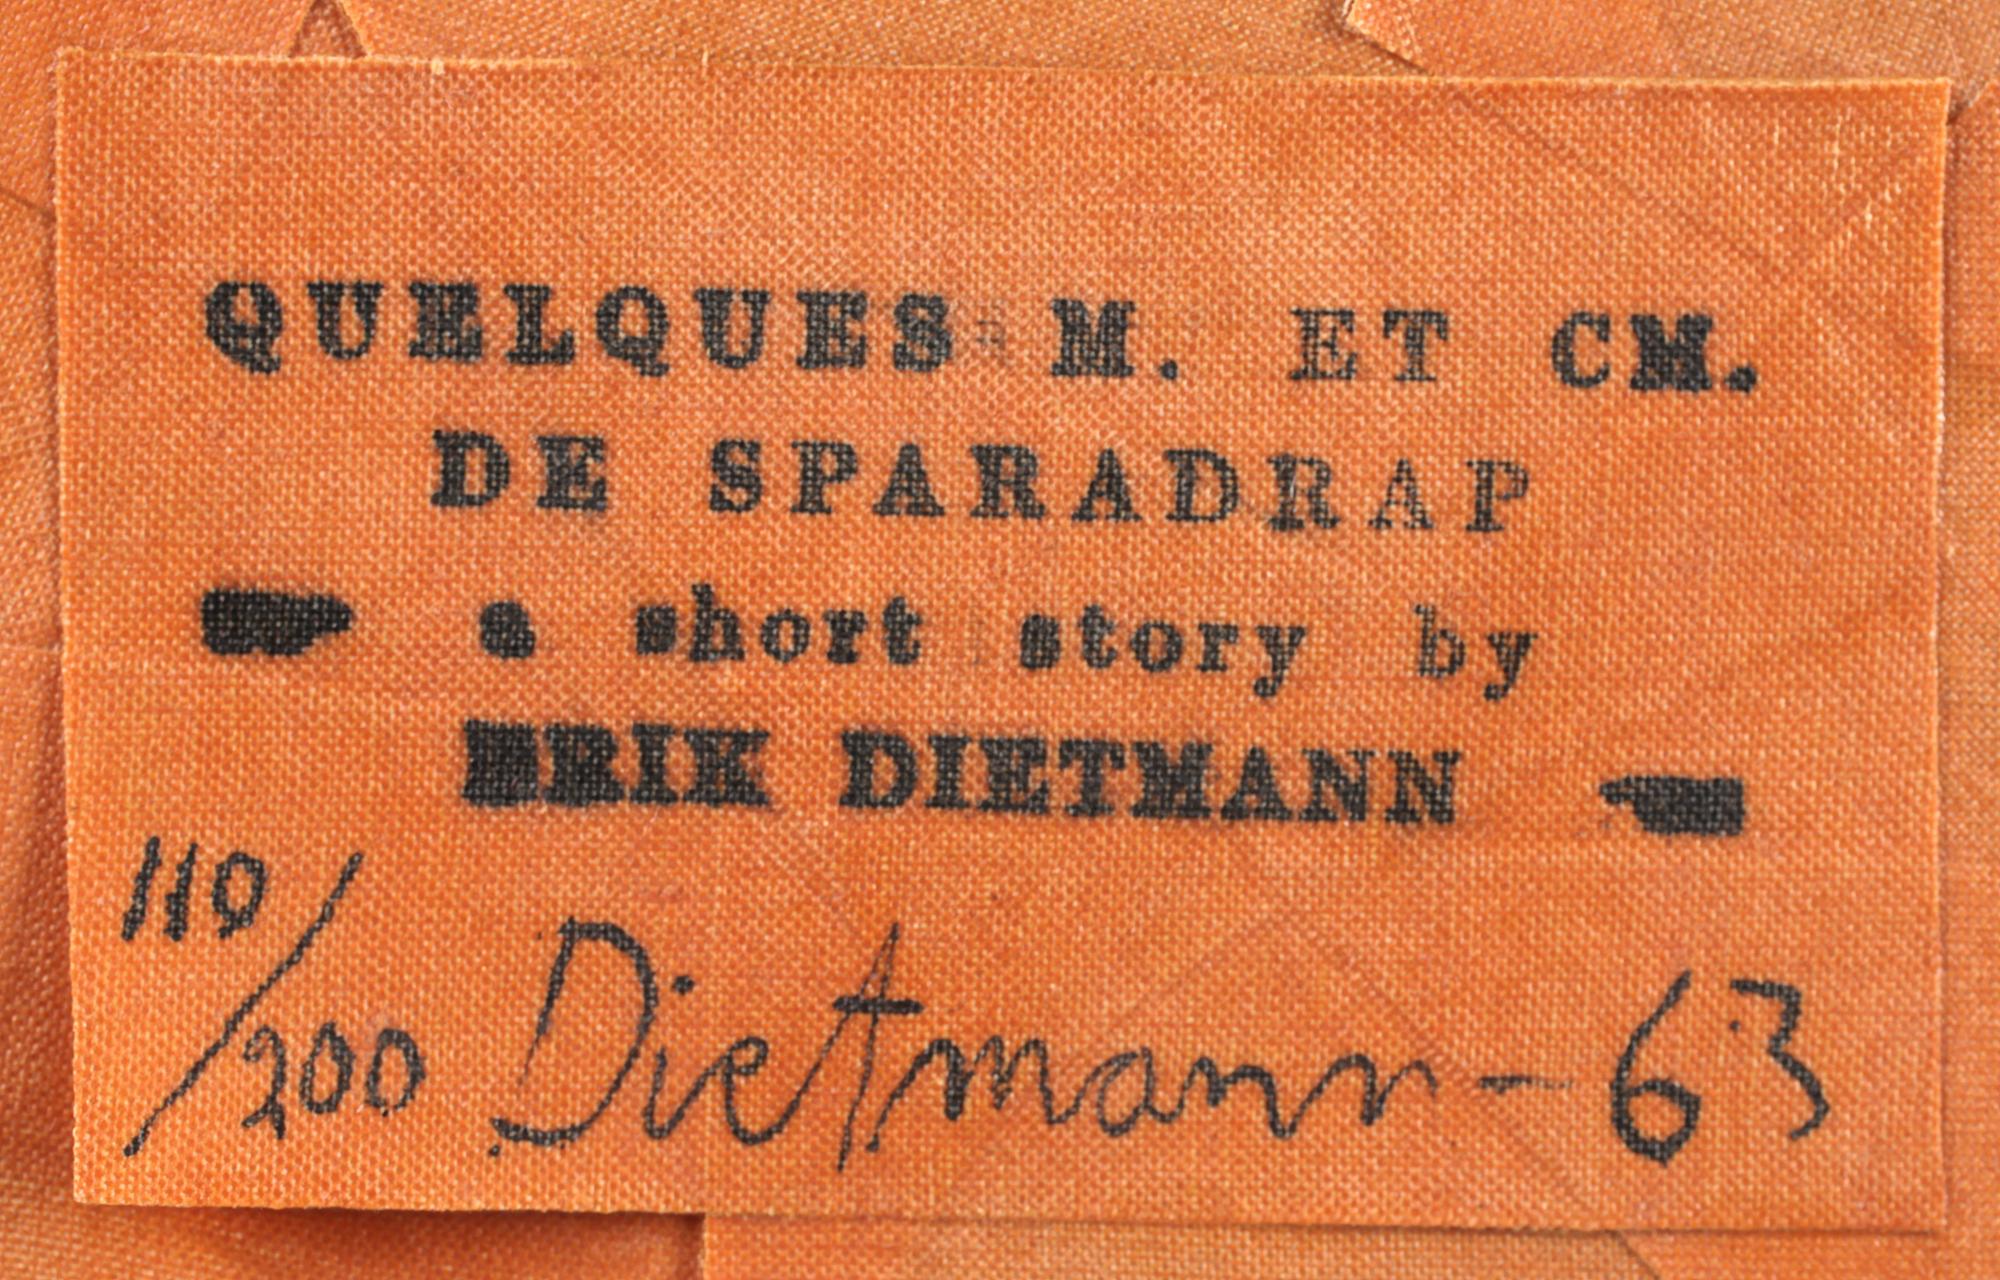 QUELQUES M. ET CM.
DE SPARADRAP
a short story by
ERIK DIETMANN
110/200 Dietmann - 63